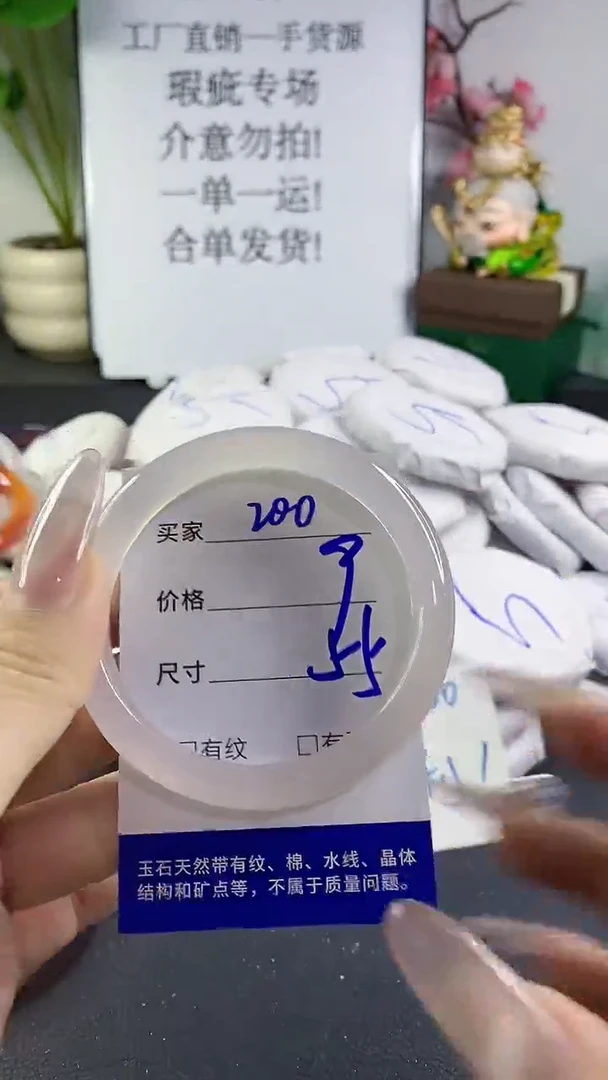 工厂直销一手货源
瑕疵专场
介意勿拍!
一单一运!
合单发货!
买家 200
价格
尺寸 55
有纹 □有
玉石天然带有纹、棉、水线、晶体
结构和矿点等，不属于质量问题。